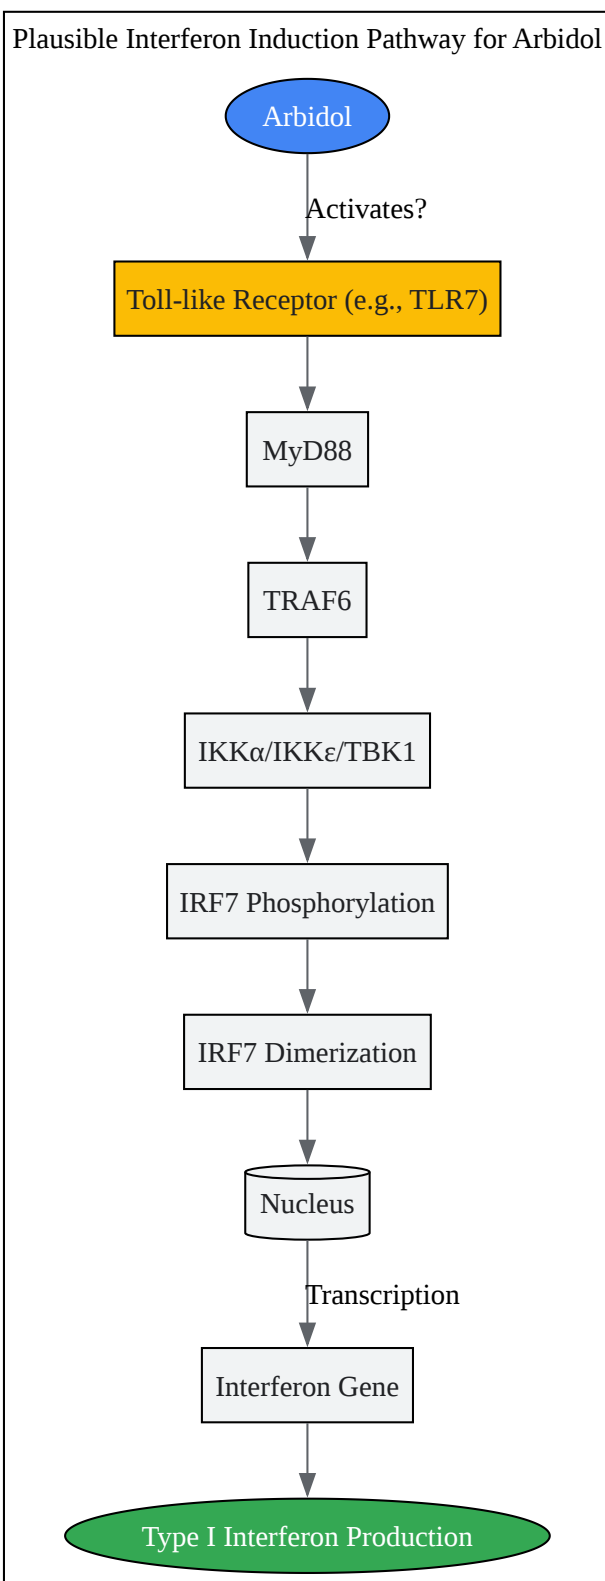 Plausible Interferon Induction Pathway for Arbidol
Arbidol
Activates?
Toll-like Receptor (e.g., TLR7)
MyD88
TRAF6
IKKα/IKKε/TBK1
IRF7 Phosphorylation
IRF7 Dimerization
Nucleus
Transcription
Interferon Gene
Type I Interferon Production